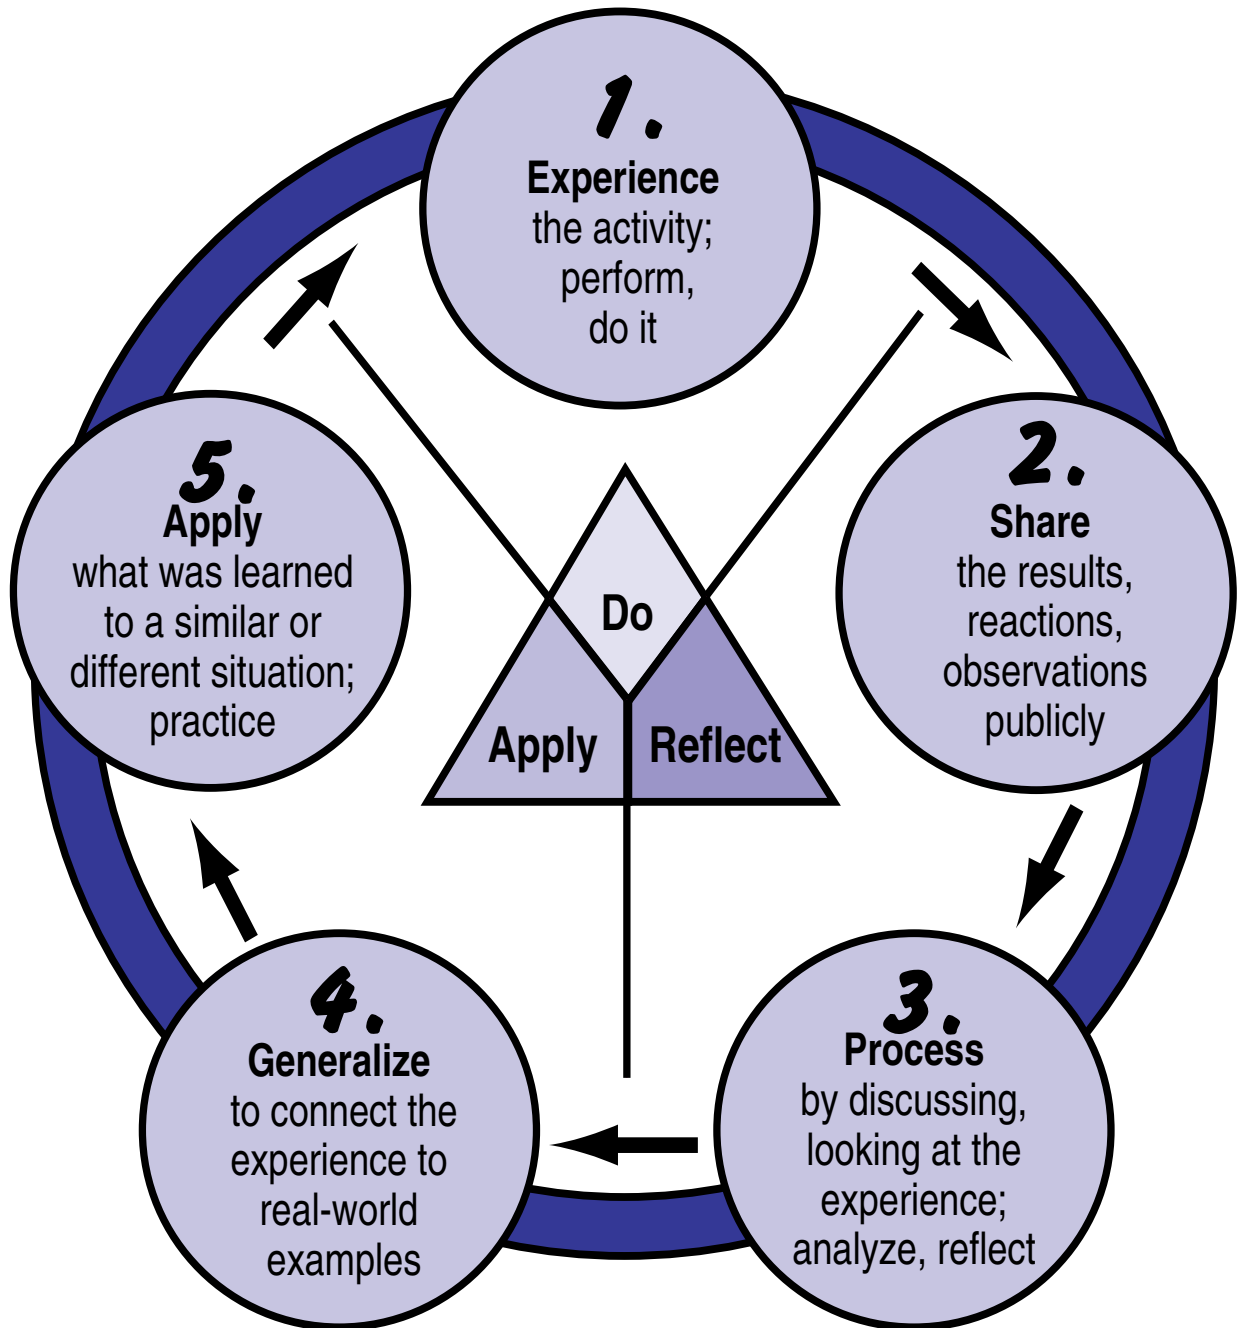 1.
Experience
the activity;
perform,
do it
2.
Share
the results,
reactions,
observations
publicly
3.
Process
by discussing,
looking at the
experience;
analyze, reflect
4.
Generalize
to connect the
experience to
real-world
examples
5.
Apply
what was learned
to a similar or
different situation;
practice
Do
Apply
Reflect